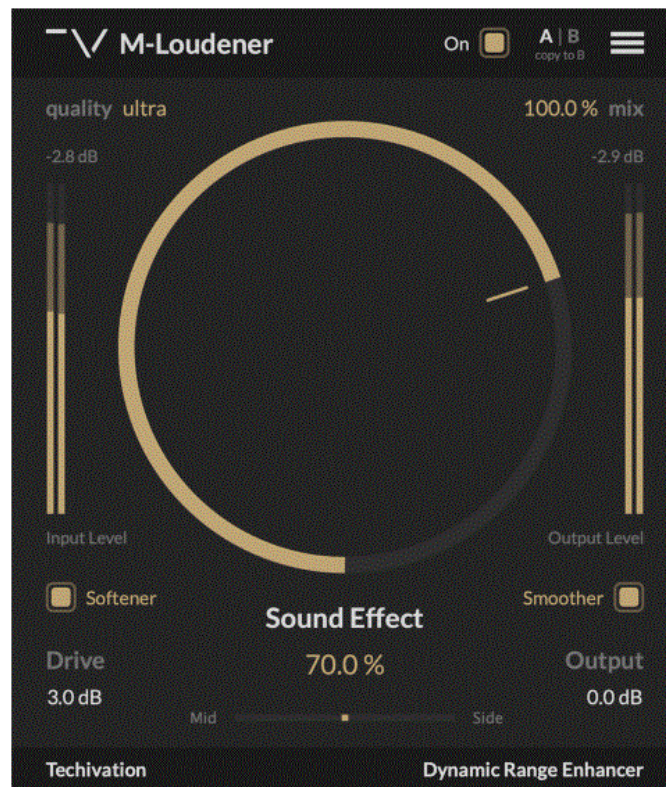 M-Loudener On A | B
copy to B
quality ultra 100.0 % mix
-2.8 dB -2.9 dB
Input Level Output Level
Softener Smoother
Sound Effect
Drive 70.0 % Output
3.0 dB 0.0 dB
Mid Side
Techivation Dynamic Range Enhancer